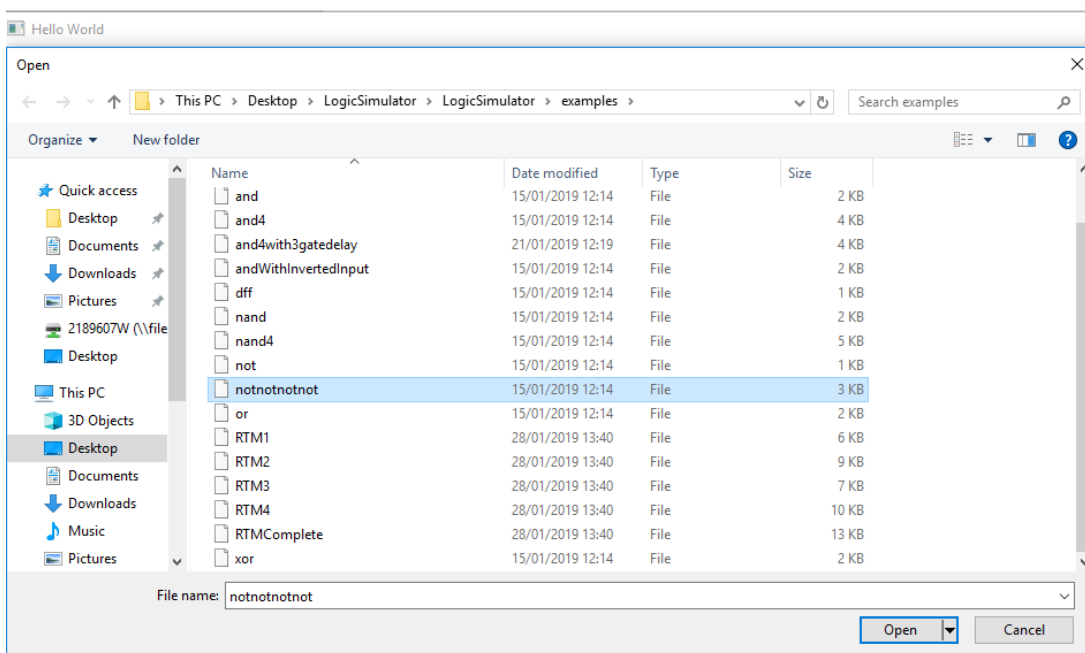 Hello World
Open
This PC > Desktop > LogicSimulator > LogicSimulator > examples >
Search examples
Organize
New folder
Quick access
Desktop
Documents
Downloads
Pictures
2189607W (\\file
Desktop
This PC
3D Objects
Desktop
Documents
Downloads
Music
Pictures
Name Date modified Type Size
and 15/01/2019 12:14 File 2 KB
and4 15/01/2019 12:14 File 4 KB
and4with3gatedelay 21/01/2019 12:19 File 4 KB
andWithInvertedInput 15/01/2019 12:14 File 2 KB
dff 15/01/2019 12:14 File 1 KB
nand 15/01/2019 12:14 File 2 KB
nand4 15/01/2019 12:14 File 5 KB
not 15/01/2019 12:14 File 1 KB
notnotnotnot 15/01/2019 12:14 File 3 KB
or 15/01/2019 12:14 File 2 KB
RTM1 28/01/2019 13:40 File 6 KB
RTM2 28/01/2019 13:40 File 9 KB
RTM3 28/01/2019 13:40 File 7 KB
RTM4 28/01/2019 13:40 File 10 KB
RTMComplete 28/01/2019 13:40 File 13 KB
xor 15/01/2019 12:14 File 2 KB
File name: notnotnotnot
Open
Cancel